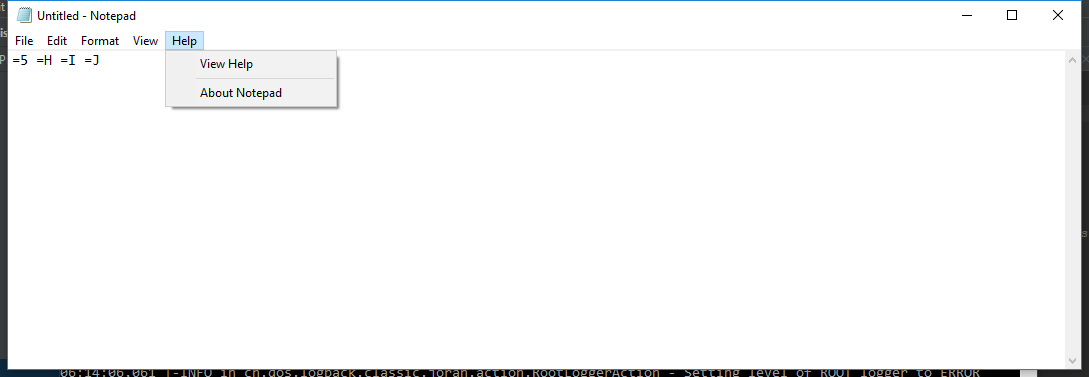 Untitled - Notepad
File Edit Format View Help
=5 =H =I =J
View Help
About Notepad
06:14:06,061 |-INFO in ch.qos.logback.classic.joran.action.RootLoggerAction - Setting level of ROOT logger to ERROR